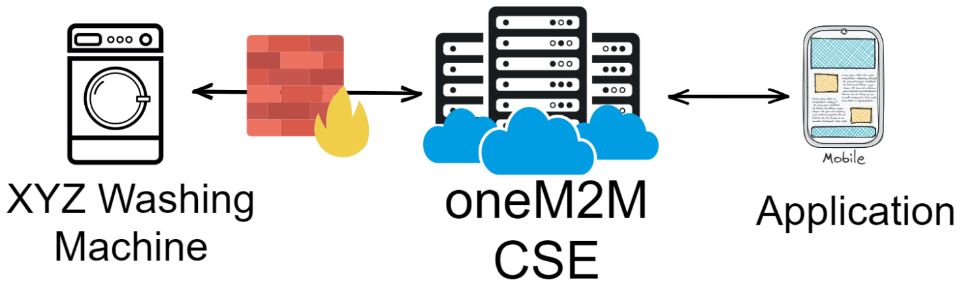 XYZ Washing
Machine
oneM2M
CSE
Mobile
Application